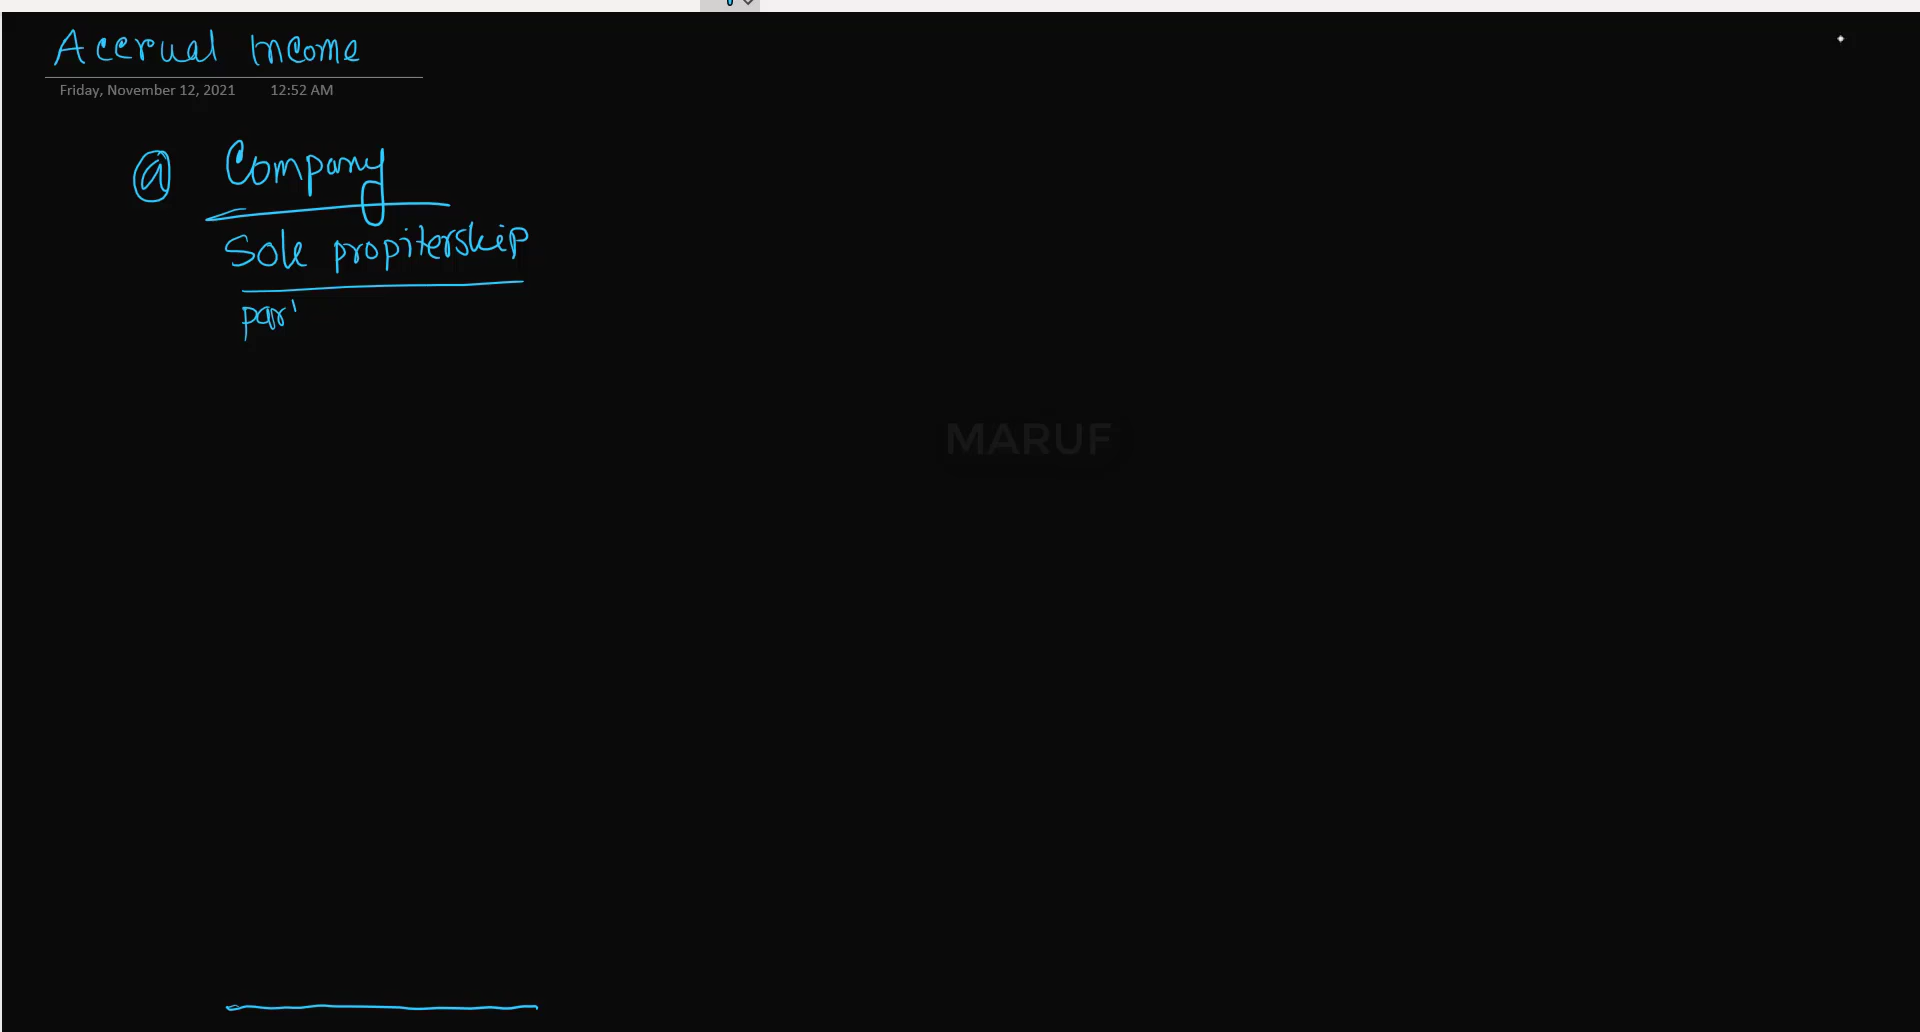 Accrual Income
Friday, November 12, 2021 12:52 AM
a Company
Sole propitership
par
MARUF